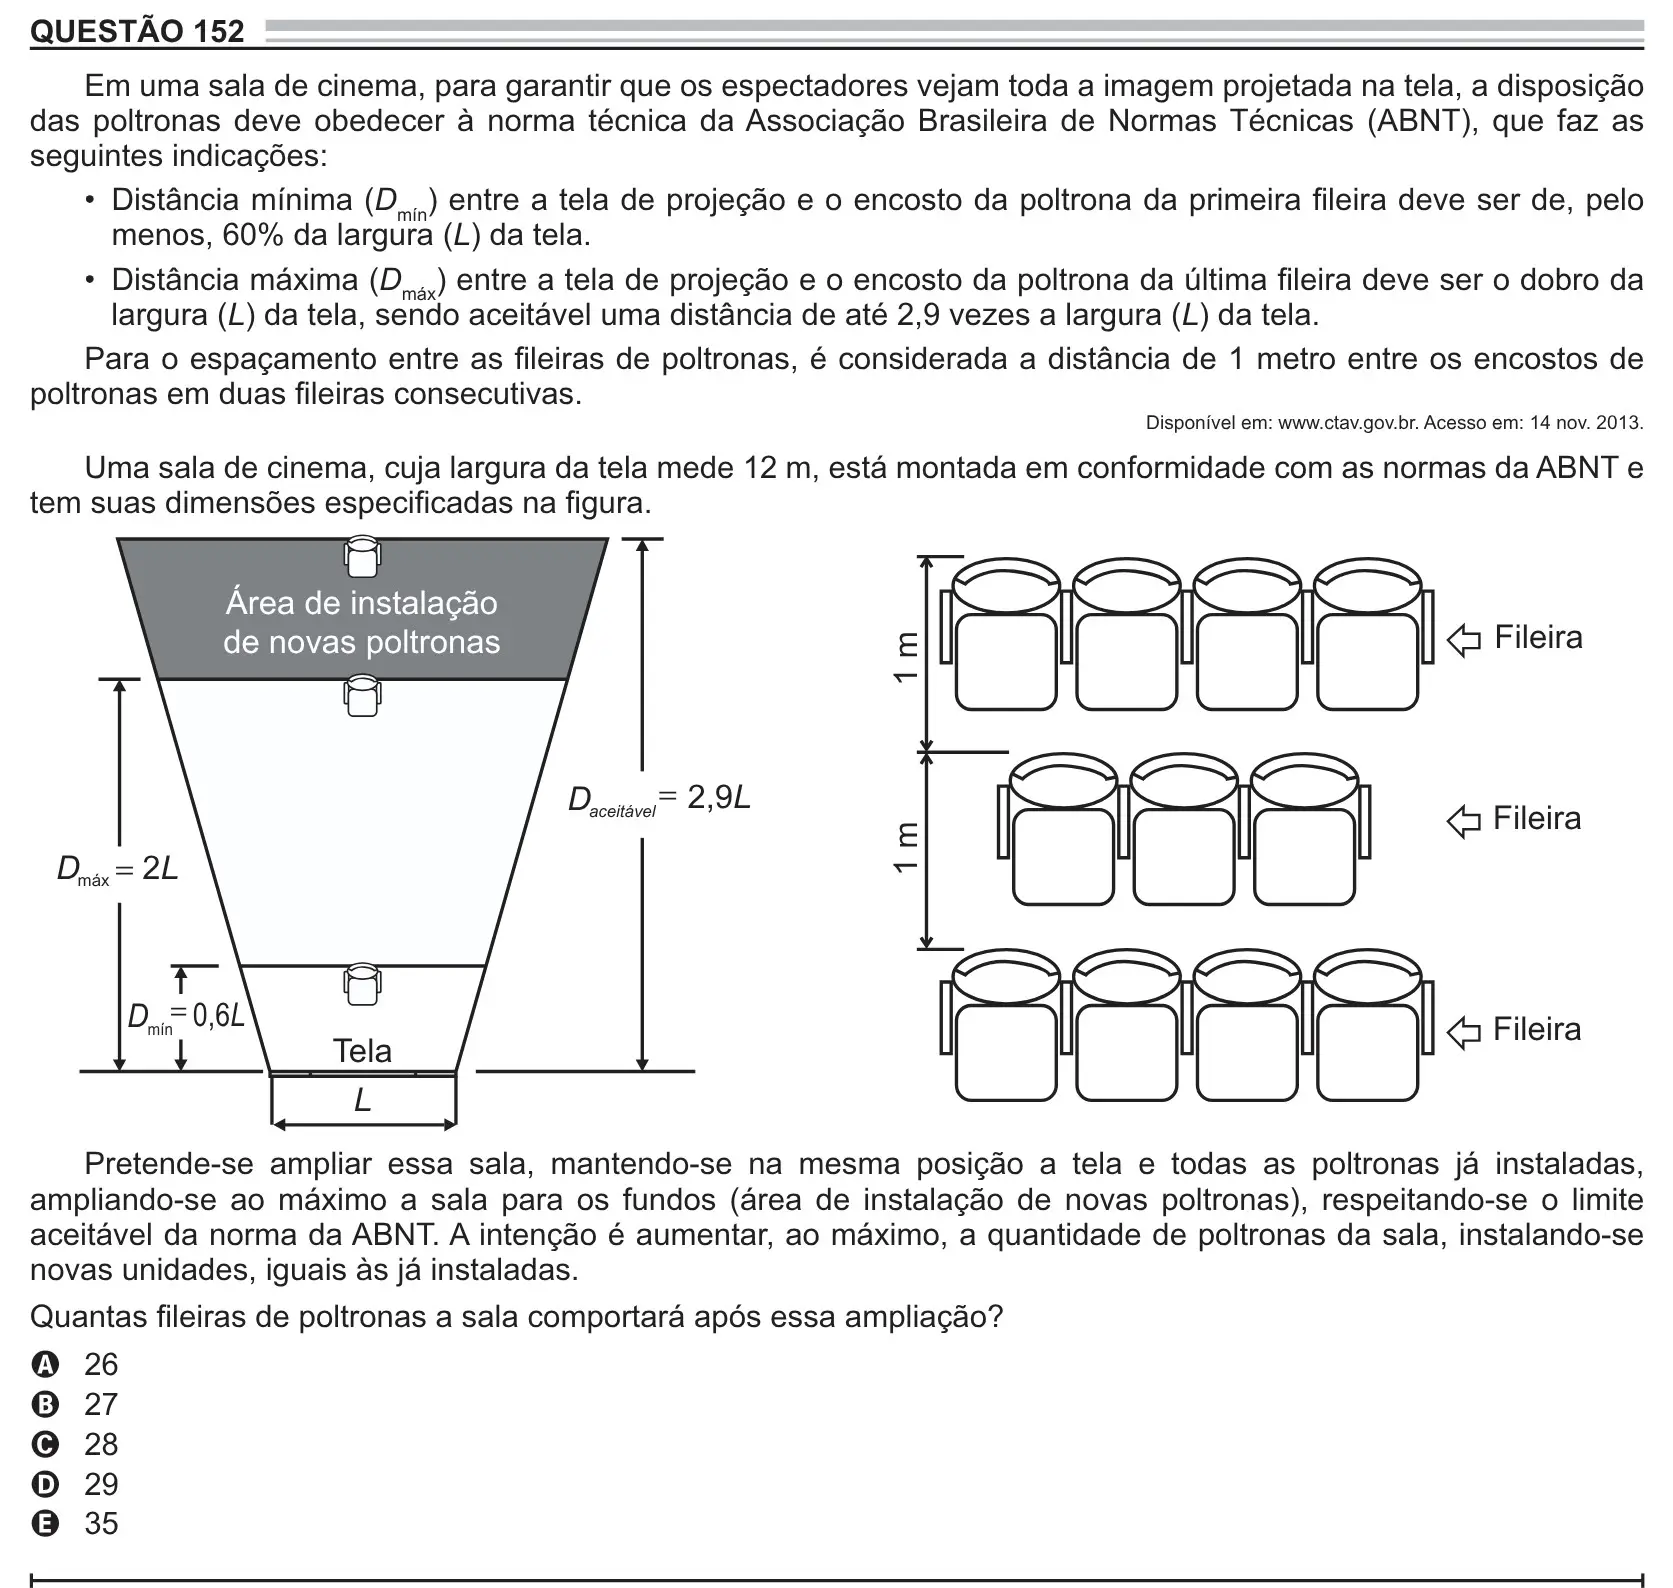 QUESTÃO 152
Em uma sala de cinema, para garantir que os espectadores vejam toda a imagem projetada na tela, a disposição
das poltronas deve obedecer à norma técnica da Associação Brasileira de Normas Técnicas (ABNT), que faz as
seguintes indicações:
• Distância mínima (Dmín) entre a tela de projeção e o encosto da poltrona da primeira fileira deve ser de, pelo
menos, 60% da largura (L) da tela.
• Distância máxima (Dmáx) entre a tela de projeção e o encosto da poltrona da última fileira deve ser o dobro da
largura (L) da tela, sendo aceitável uma distância de até 2,9 vezes a largura (L) da tela.
Para o espaçamento entre as fileiras de poltronas, é considerada a distância de 1 metro entre os encostos de
poltronas em duas fileiras consecutivas.
Disponível em: www.ctav.gov.br. Acesso em: 14 nov. 2013.
Uma sala de cinema, cuja largura da tela mede 12 m, está montada em conformidade com as normas da ABNT e
tem suas dimensões especificadas na figura.
Área de instalação
de novas poltronas
Daceitável = 2,9L
Dmáx = 2L
Dmín = 0,6L
Tela
L
1 m
1 m
Fileira
Fileira
Fileira
Pretende-se ampliar essa sala, mantendo-se na mesma posição a tela e todas as poltronas já instaladas,
ampliando-se ao máximo a sala para os fundos (área de instalação de novas poltronas), respeitando-se o limite
aceitável da norma da ABNT. A intenção é aumentar, ao máximo, a quantidade de poltronas da sala, instalando-se
novas unidades, iguais às já instaladas.
Quantas fileiras de poltronas a sala comportará após essa ampliação?
A 26
B 27
C 28
D 29
E 35